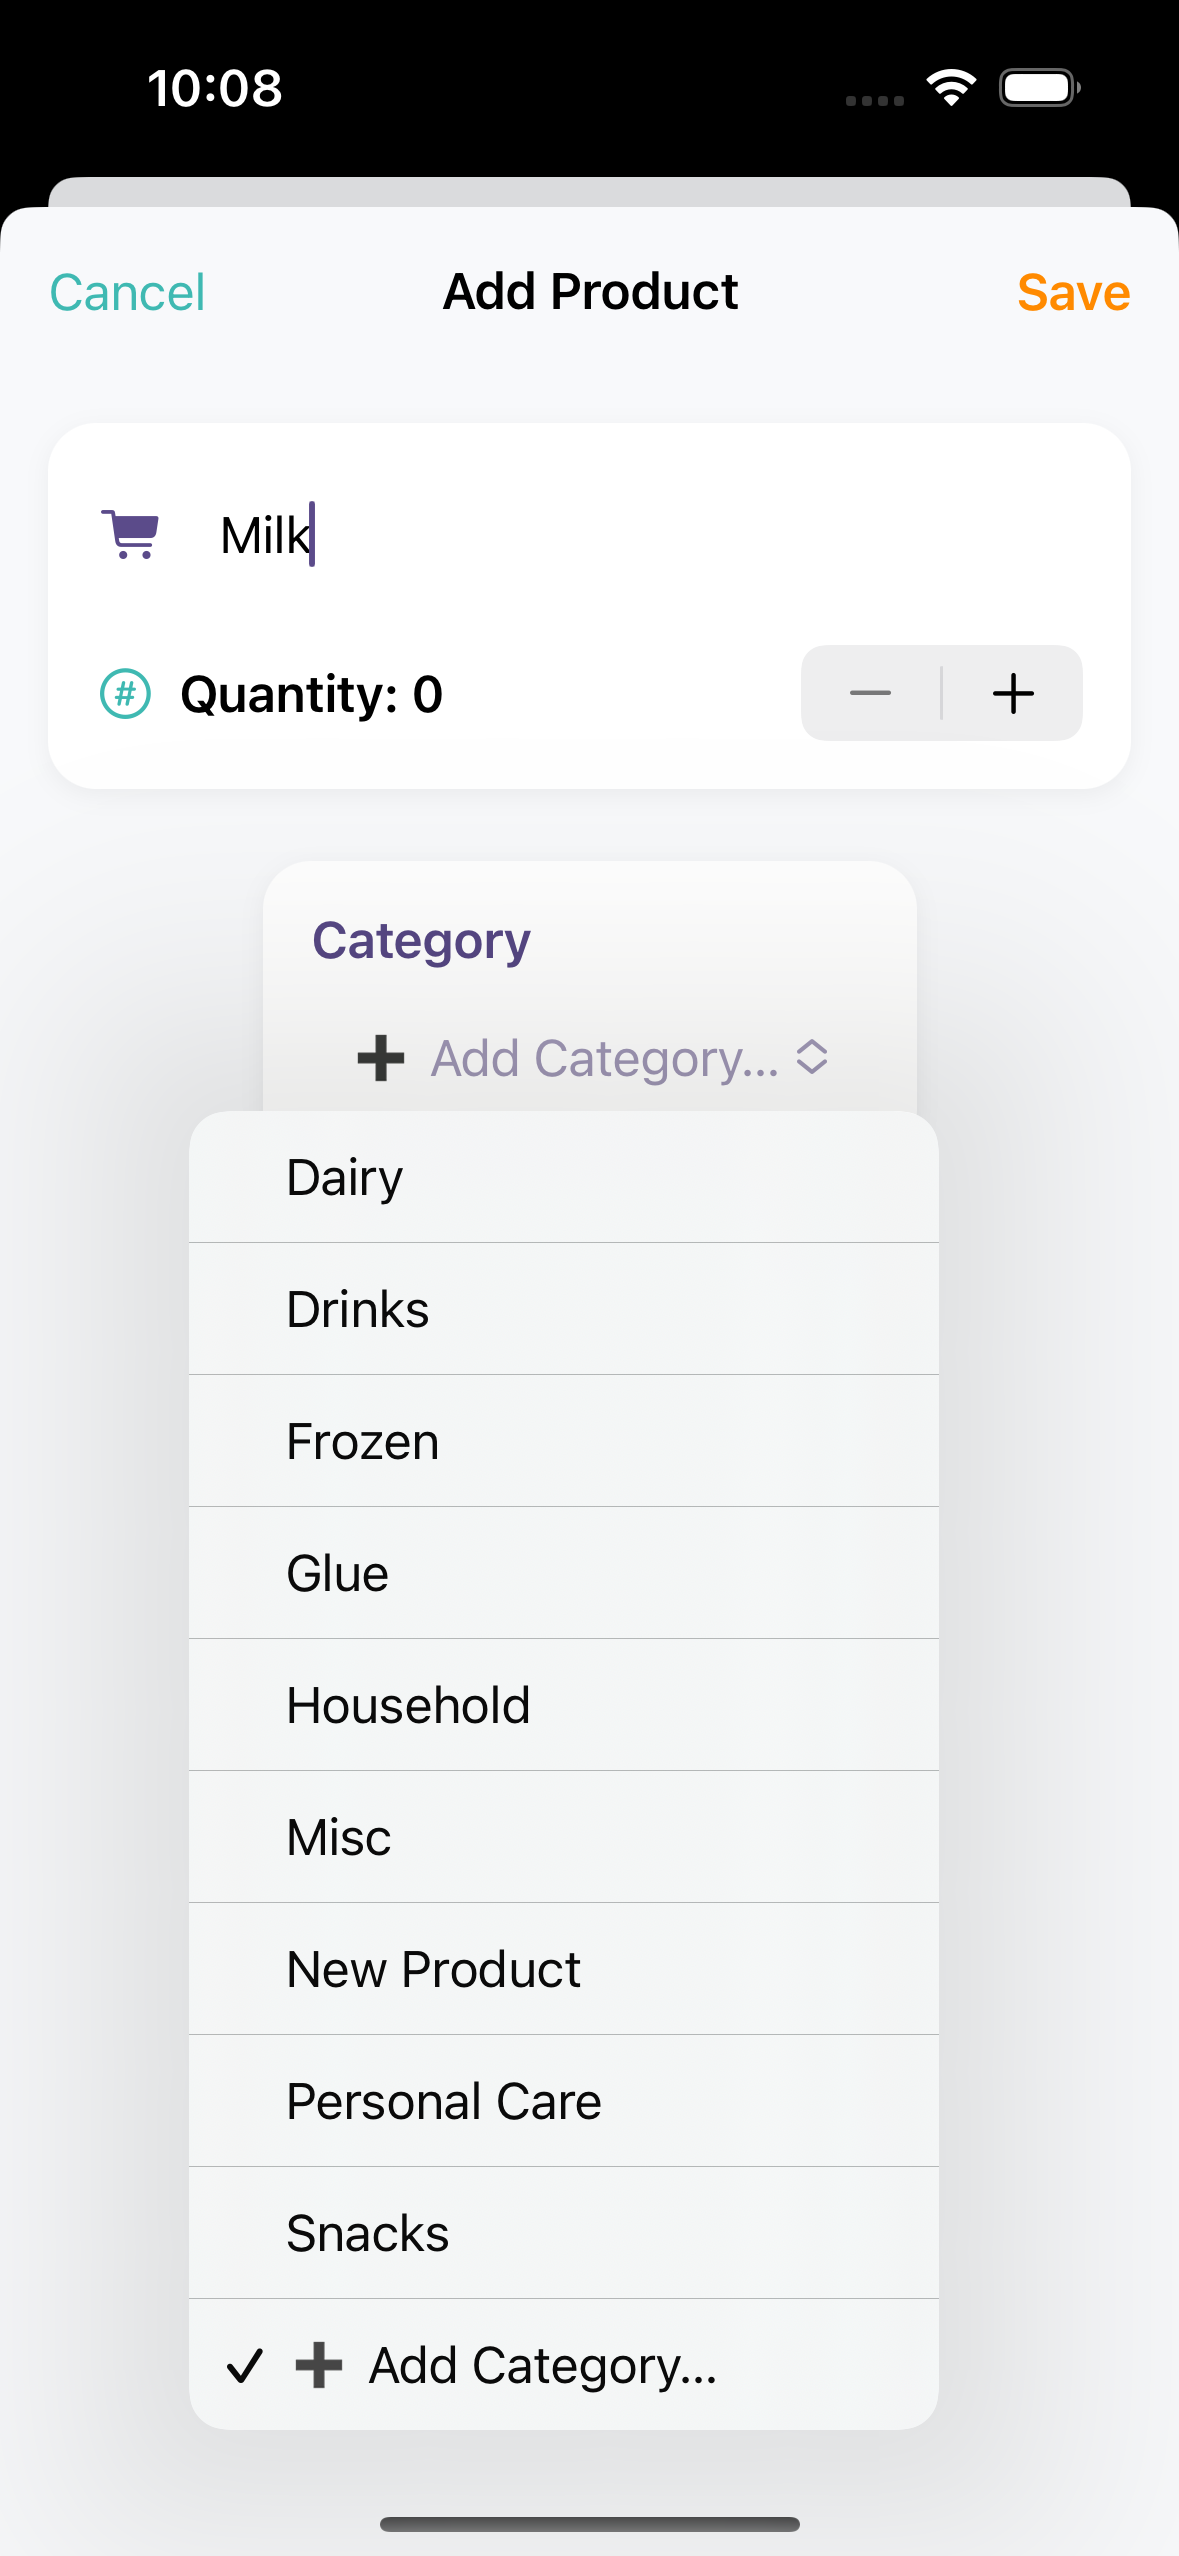 10:08
Cancel Add Product Save
Milk
# Quantity: 0
Category
➕ Add Category...
Dairy
Drinks
Frozen
Glue
Household
Misc
New Product
Personal Care
Snacks
✓ ➕ Add Category...